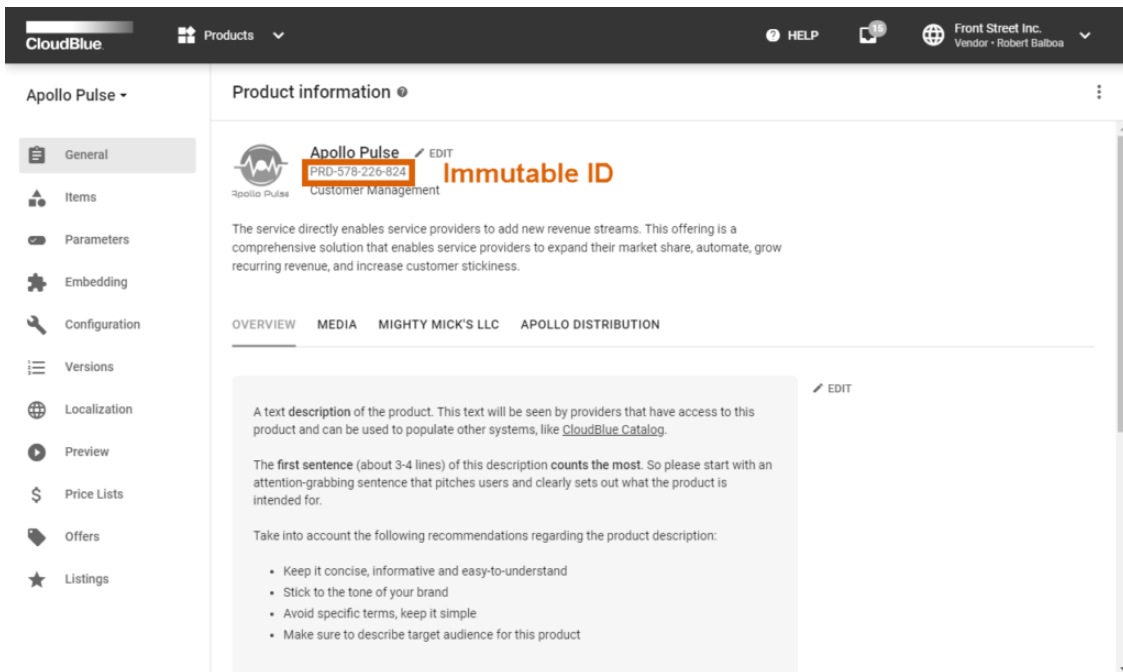 CloudBlue.
Products
HELP
15
Front Street Inc.
Vendor • Robert Balboa
Apollo Pulse
General
Items
Parameters
Embedding
Configuration
Versions
Localization
Preview
Price Lists
Offers
Listings
Product information
Apollo Pulse
Apollo Pulse EDIT
PRD-578-226-824
Immutable ID
Customer Management
The service directly enables service providers to add new revenue streams. This offering is a
comprehensive solution that enables service providers to expand their market share, automate, grow
recurring revenue, and increase customer stickiness.
OVERVIEW MEDIA MIGHTY MICK'S LLC APOLLO DISTRIBUTION
EDIT
A text description of the product. This text will be seen by providers that have access to this
product and can be used to populate other systems, like CloudBlue Catalog.
The first sentence (about 3-4 lines) of this description counts the most. So please start with an
attention-grabbing sentence that pitches users and clearly sets out what the product is
intended for.
Take into account the following recommendations regarding the product description:
• Keep it concise, informative and easy-to-understand
• Stick to the tone of your brand
• Avoid specific terms, keep it simple
• Make sure to describe target audience for this product